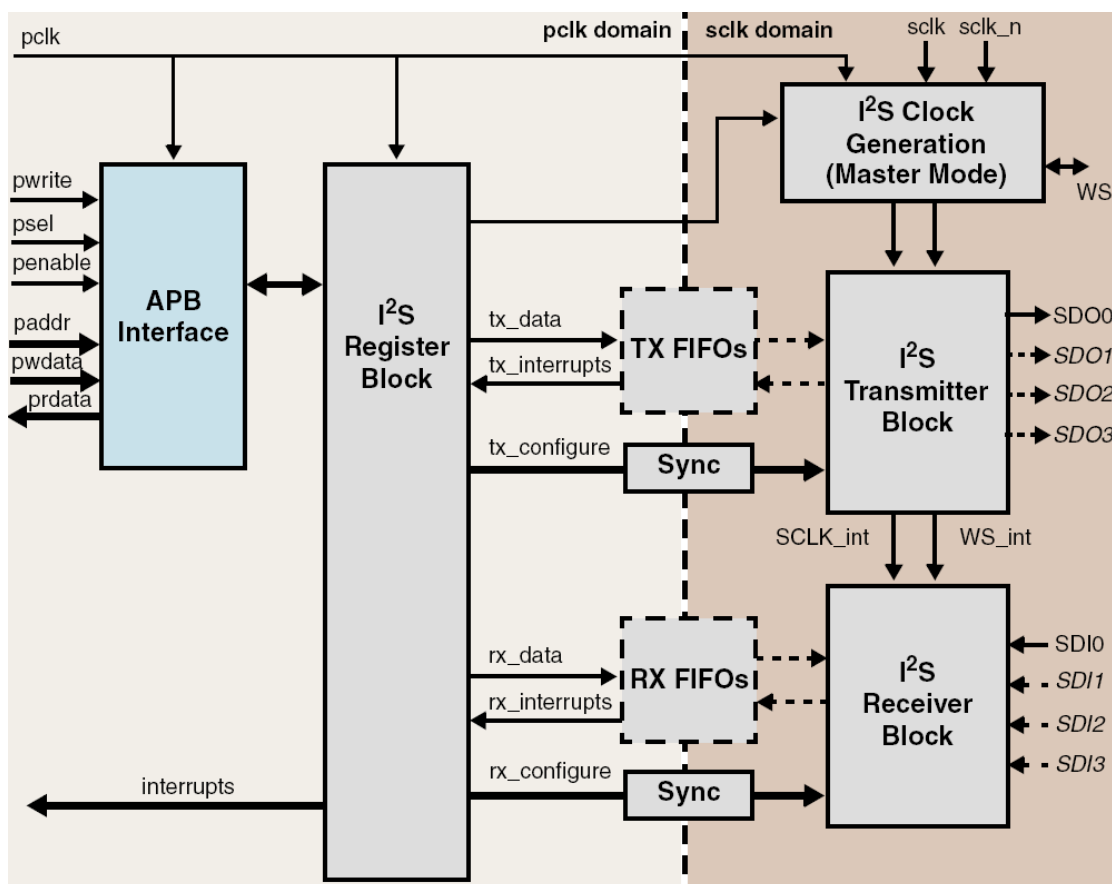 pclk
pclk domain
sclk domain
sclk
sclk_n
I²S Clock
Generation
(Master Mode)
WS
pwrite
psel
penable
paddr
pwdata
prdata
APB
Interface
I²S
Register
Block
tx_data
tx_interrupts
TX FIFOs
tx_configure
Sync
I²S
Transmitter
Block
SDO0
SDO1
SDO2
SDO3
SCLK_int
WS_int
rx_data
rx_interrupts
RX FIFOs
rx_configure
Sync
I²S
Receiver
Block
SDI0
SDI1
SDI2
SDI3
interrupts